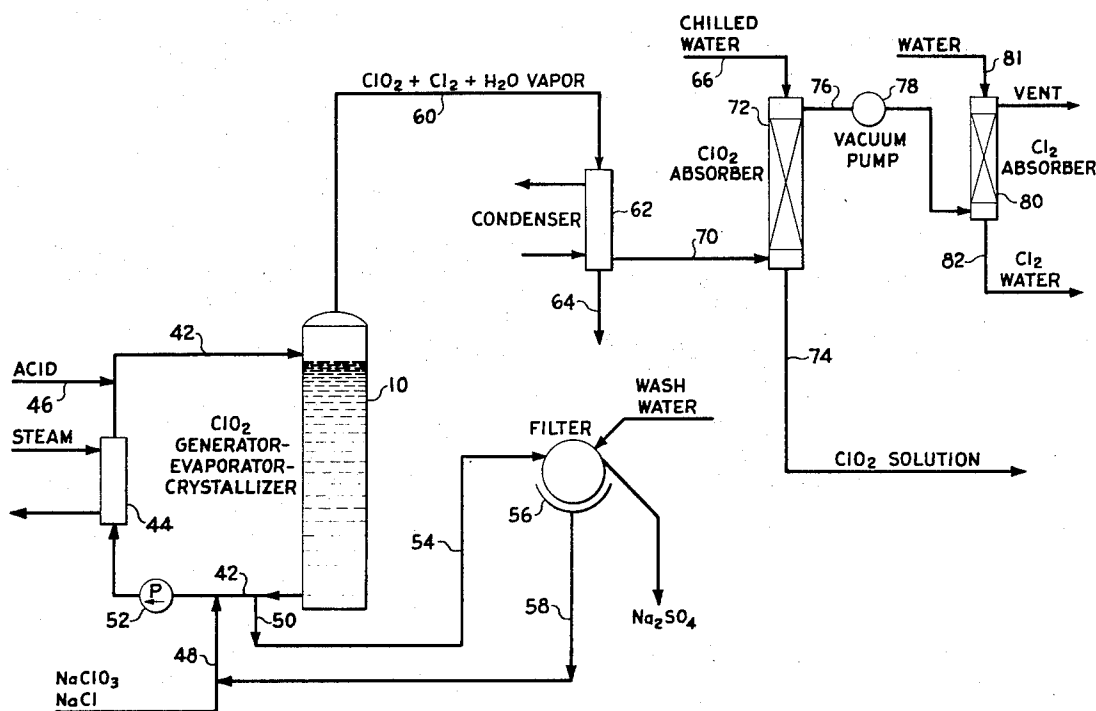 CHILLED
WATER
66
WATER
81
ClO₂ + Cl₂ + H₂O VAPOR
60
76
78
VENT
72
VACUUM
PUMP
ClO₂
ABSORBER
Cl₂
ABSORBER
80
62
CONDENSER
70
82
Cl₂
WATER
64
42
74
ACID
46
10
WASH
WATER
STEAM
ClO₂
GENERATOR-
EVAPORATOR-
CRYSTALLIZER
FILTER
ClO₂ SOLUTION
44
56
54
42
P
52
50
58
Na₂SO₄
48
NaClO₃
NaCl